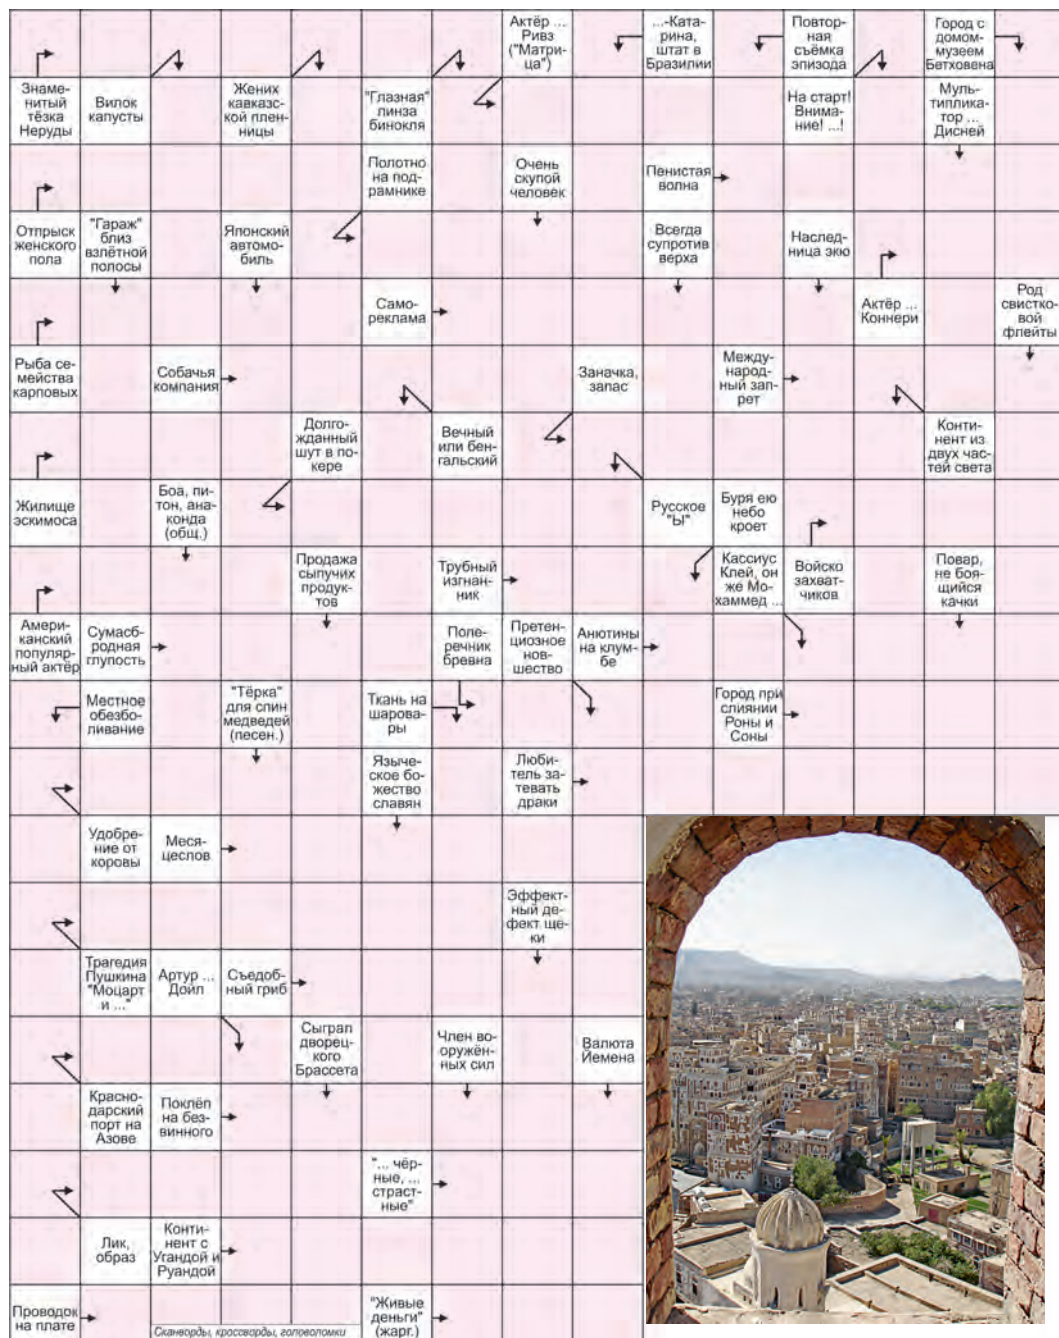 Актёр ...
Ривз
("Матри-
ца")
...-Ката-
рина,
штат в
Бразилии
Повтор-
ная
съёмка
эпизода
Город с
домом-
музеем
Бетховена
Знаме-
нитый
тёзка
Неруды
Вилок
капусты
Жених
кавказс-
кой плен-
ницы
"Глазная"
линза
бинокля
На старт!
Внима-
ние! ...!
Муль-
типлика-
тор ...
Дисней
Полотно
на под-
рамнике
Очень
скупой
человек
Пенистая
волна
Отпрыск
женского
пола
"Гараж"
близ
взлётной
полосы
Японский
автомо-
биль
Всегда
супротив
верха
Наслед-
ница экю
Само-
реклама
Актёр ...
Коннери
Род
свистко-
вой
флейты
Рыба се-
мейства
карповых
Собачья
компания
Заначка,
запас
Между-
народ-
ный зап-
рет
Долго-
жданный
шут в по-
кере
Вечный
или бен-
гальский
Конти-
нент из
двух час-
тей света
Жилище
эскимоса
Боа, пи-
тон, ана-
конда
(общ.)
Русское
"Ы"
Буря ею
небо
кроет
Продажа
сыпучих
продук-
тов
Трубный
изгнан-
ник
Кассиус
Клей, он
же Мо-
хаммед ...
Войско
захват-
чиков
Повар,
не боя-
щийся
качки
Амери-
канский
популяр-
ный актёр
Сумасб-
родная
глупость
Попе-
речник
бревна
Претен-
циозное
нов-
шество
Анютины
на клум-
бе
Местное
обезбо-
ливание
"Тёрка"
для спин
медведей
(песен.)
Ткань на
шарова-
ры
Город при
слиянии
Роны и
Соны
Языче-
ское бо-
жество
славян
Люби-
тель за-
тевать
драки
Удобре-
ние от
коровы
Меся-
цеслов
Эффект-
ный де-
фект ще-
ки
Трагедия
Пушкина
"Моцарт
и ..."
Артур ...
Дойл
Съедоб-
ный гриб
Сыграл
дворец-
кого
Брассета
Член во-
оружён-
ных сил
Валюта
Йемена
Красно-
дарский
порт на
Азове
Поклёп
на без-
винного
"... чёр-
ные, ...
страст-
ные"
Лик,
образ
Конти-
нент с
Угандой и
Руандой
Проводок
на плате
"Живые
деньги"
(жарг.)
Сканворды, кроссворды, головоломки